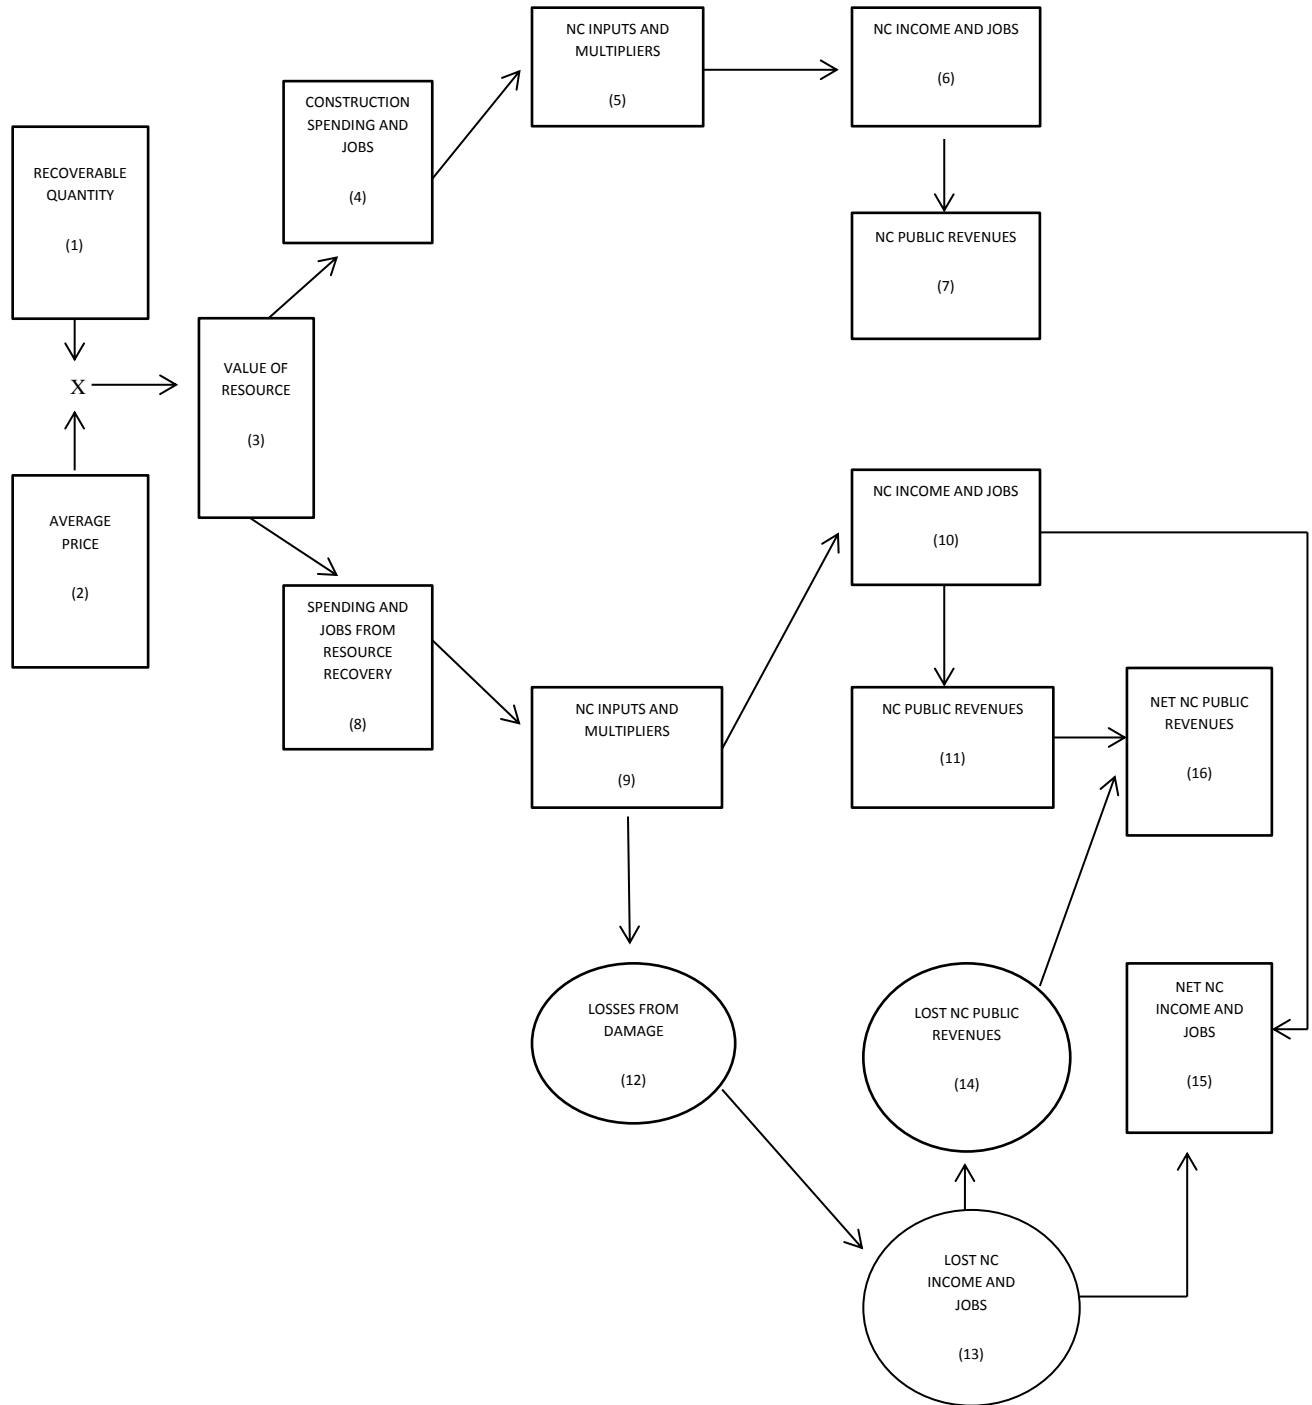 RECOVERABLE
QUANTITY
(1)
X
AVERAGE
PRICE
(2)
VALUE OF
RESOURCE
(3)
CONSTRUCTION
SPENDING AND
JOBS
(4)
NC INPUTS AND
MULTIPLIERS
(5)
NC INCOME AND JOBS
(6)
NC PUBLIC REVENUES
(7)
SPENDING AND
JOBS FROM
RESOURCE
RECOVERY
(8)
NC INPUTS AND
MULTIPLIERS
(9)
NC INCOME AND JOBS
(10)
NC PUBLIC REVENUES
(11)
NET NC PUBLIC
REVENUES
(16)
LOSSES FROM
DAMAGE
(12)
LOST NC PUBLIC
REVENUES
(14)
NET NC
INCOME AND
JOBS
(15)
LOST NC
INCOME AND
JOBS
(13)